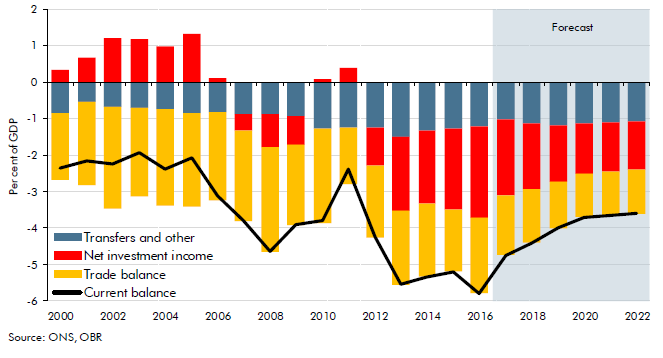 2
1
0
-1
-2
-3
-4
-5
-6
Per cent of GDP
Forecast
Transfers and other
Net investment income
Trade balance
Current balance
2000 2002 2004 2006 2008 2010 2012 2014 2016 2018 2020 2022
Source: ONS, OBR